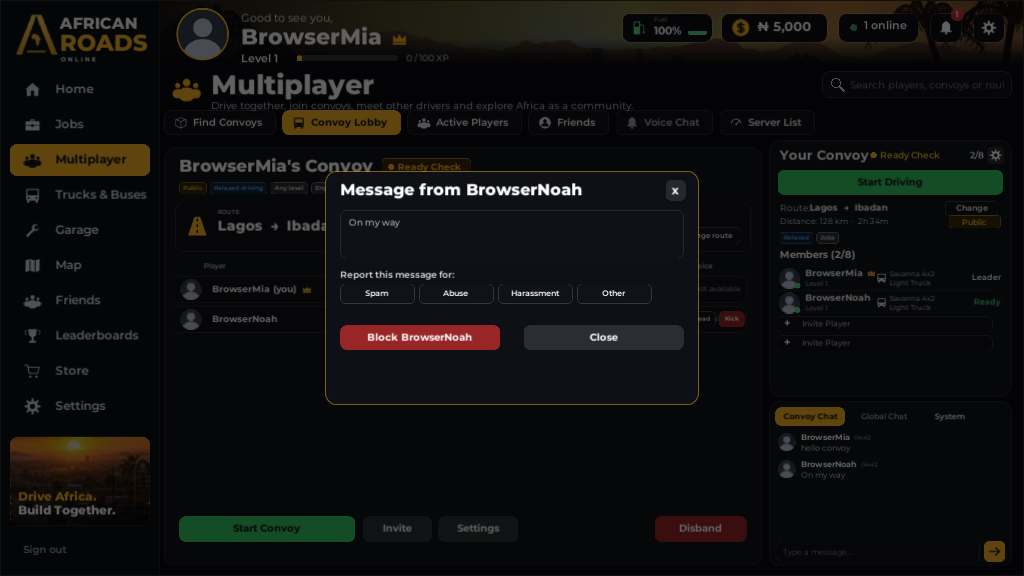 AFRICAN
ROADS
ONLINE
Home
Jobs
Multiplayer
Trucks & Buses
Garage
Map
Friends
Leaderboards
Store
Settings
Drive Africa.
Build Together.
Sign out
Good to see you,
BrowserMia
Level 1
0 / 100 XP
Fuel
100%
₦ 5,000
1 online
1
Multiplayer
Drive together, join convoys, meet other drivers and explore Africa as a community.
Search players, convoys or rou
Find Convoys
Convoy Lobby
Active Players
Friends
Voice Chat
Server List
BrowserMia's Convoy
Ready Check
Public
Relaxed driving
Any level
ROUTE
Lagos → Ibada
ge route
Player
BrowserMia (you)
BrowserNoah
Kick
Message from BrowserNoah
X
On my way
Report this message for:
Spam
Abuse
Harassment
Other
Block BrowserNoah
Close
Start Convoy
Invite
Settings
Disband
Your Convoy
Ready Check
2/8
Start Driving
Route:Lagos → Ibadan
Change
Distance: 128 km · 2h 34m
Public
Relaxed
Jobs
Members (2/8)
BrowserMia
Level 1
Savanna 4x2
Light Truck
Leader
BrowserNoah
Level 1
Savanna 4x2
Light Truck
Ready
+ Invite Player
+ Invite Player
Convoy Chat
Global Chat
System
BrowserMia 04:42
hello convoy
BrowserNoah 04:42
On my way
Type a message...